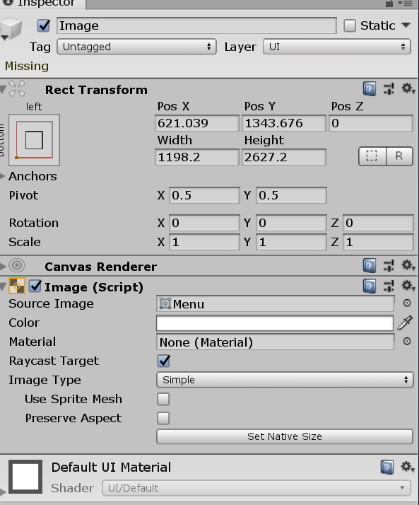 Inspector
Image Static
Tag Untagged Layer UI
Missing
Rect Transform
left Pos X Pos Y Pos Z
621.039 1343.676 0
bottom Width Height
1198.2 2627.2 R
Anchors
Pivot X 0.5 Y 0.5
Rotation X 0 Y 0 Z 0
Scale X 1 Y 1 Z 1
Canvas Renderer
Image (Script)
Source Image Menu
Color
Material None (Material)
Raycast Target
Image Type Simple
Use Sprite Mesh
Preserve Aspect
Set Native Size
Default UI Material
Shader UI/Default